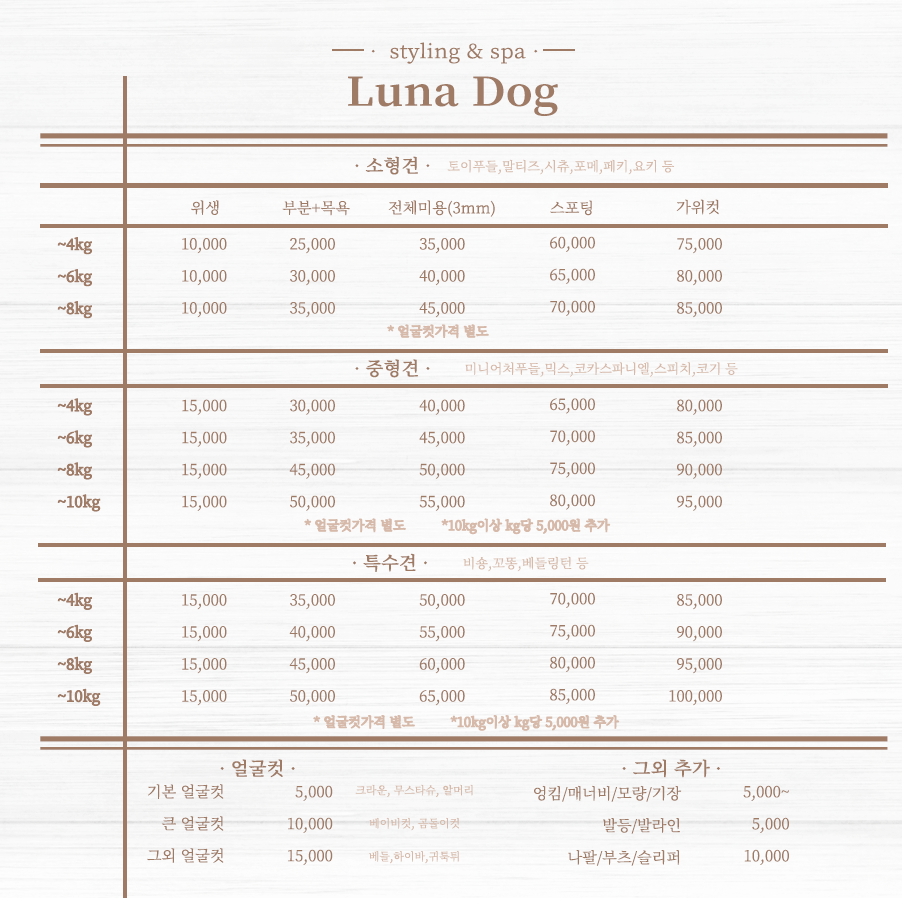 · styling & spa ·
Luna Dog
· 소형견 · 토이푸들,말티즈,시츄,포메,페키,요키 등
위생 부분+목욕 전체미용(3mm) 스포팅 가위컷
~4kg 10,000 25,000 35,000 60,000 75,000
~6kg 10,000 30,000 40,000 65,000 80,000
~8kg 10,000 35,000 45,000 70,000 85,000
* 얼굴컷가격 별도
· 중형견 · 미니어처푸들,믹스,코카스파니엘,스피치,코기 등
~4kg 15,000 30,000 40,000 65,000 80,000
~6kg 15,000 35,000 45,000 70,000 85,000
~8kg 15,000 45,000 50,000 75,000 90,000
~10kg 15,000 50,000 55,000 80,000 95,000
* 얼굴컷가격 별도 *10kg이상 kg당 5,000원 추가
· 특수견 · 비숑,꼬똥,베들링턴 등
~4kg 15,000 35,000 50,000 70,000 85,000
~6kg 15,000 40,000 55,000 75,000 90,000
~8kg 15,000 45,000 60,000 80,000 95,000
~10kg 15,000 50,000 65,000 85,000 100,000
* 얼굴컷가격 별도 *10kg이상 kg당 5,000원 추가
· 얼굴컷 · · 그외 추가 ·
기본 얼굴컷 5,000 크라운, 무스타슈, 알머리 엉킴/매너비/모량/기장 5,000~
큰 얼굴컷 10,000 베이비컷, 곰돌이컷 발등/발라인 5,000
그외 얼굴컷 15,000 베들,하이바,귀툭튀 나팔/부츠/슬리퍼 10,000